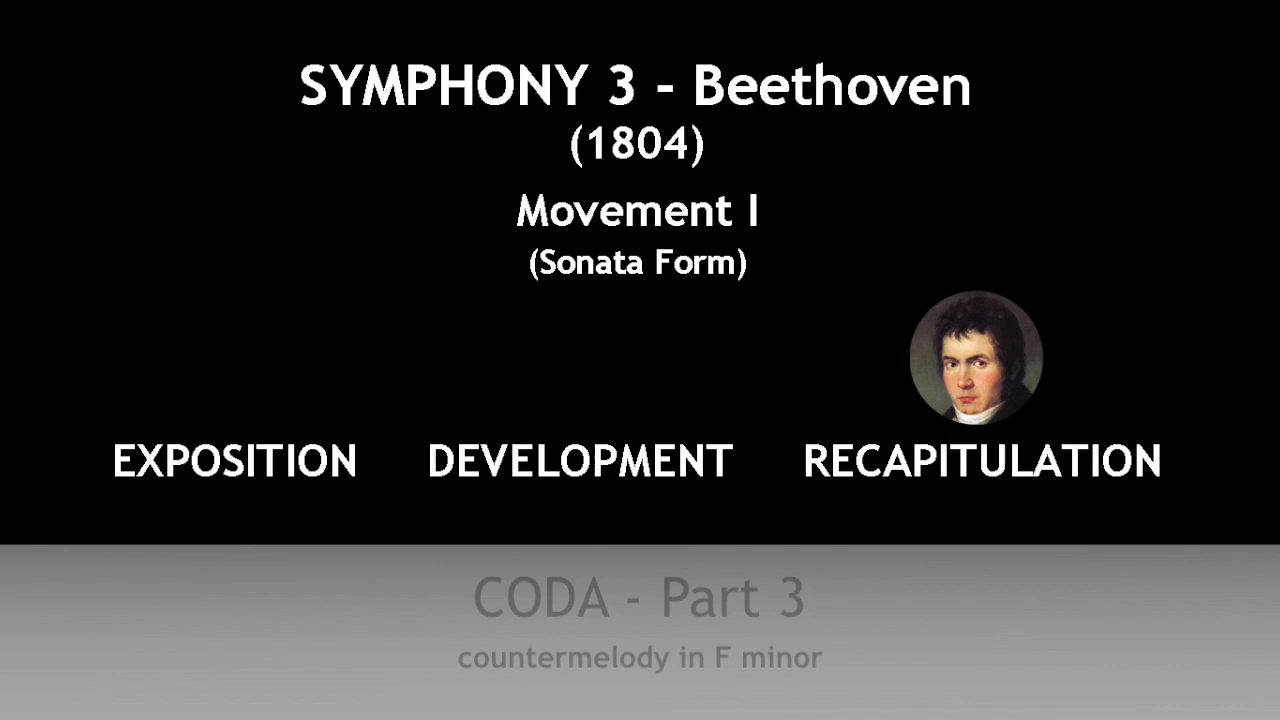 SYMPHONY 3 - Beethoven
(1804)
Movement I
(Sonata Form)
EXPOSITION DEVELOPMENT RECAPITULATION
CODA - Part 3
countermelody in F minor